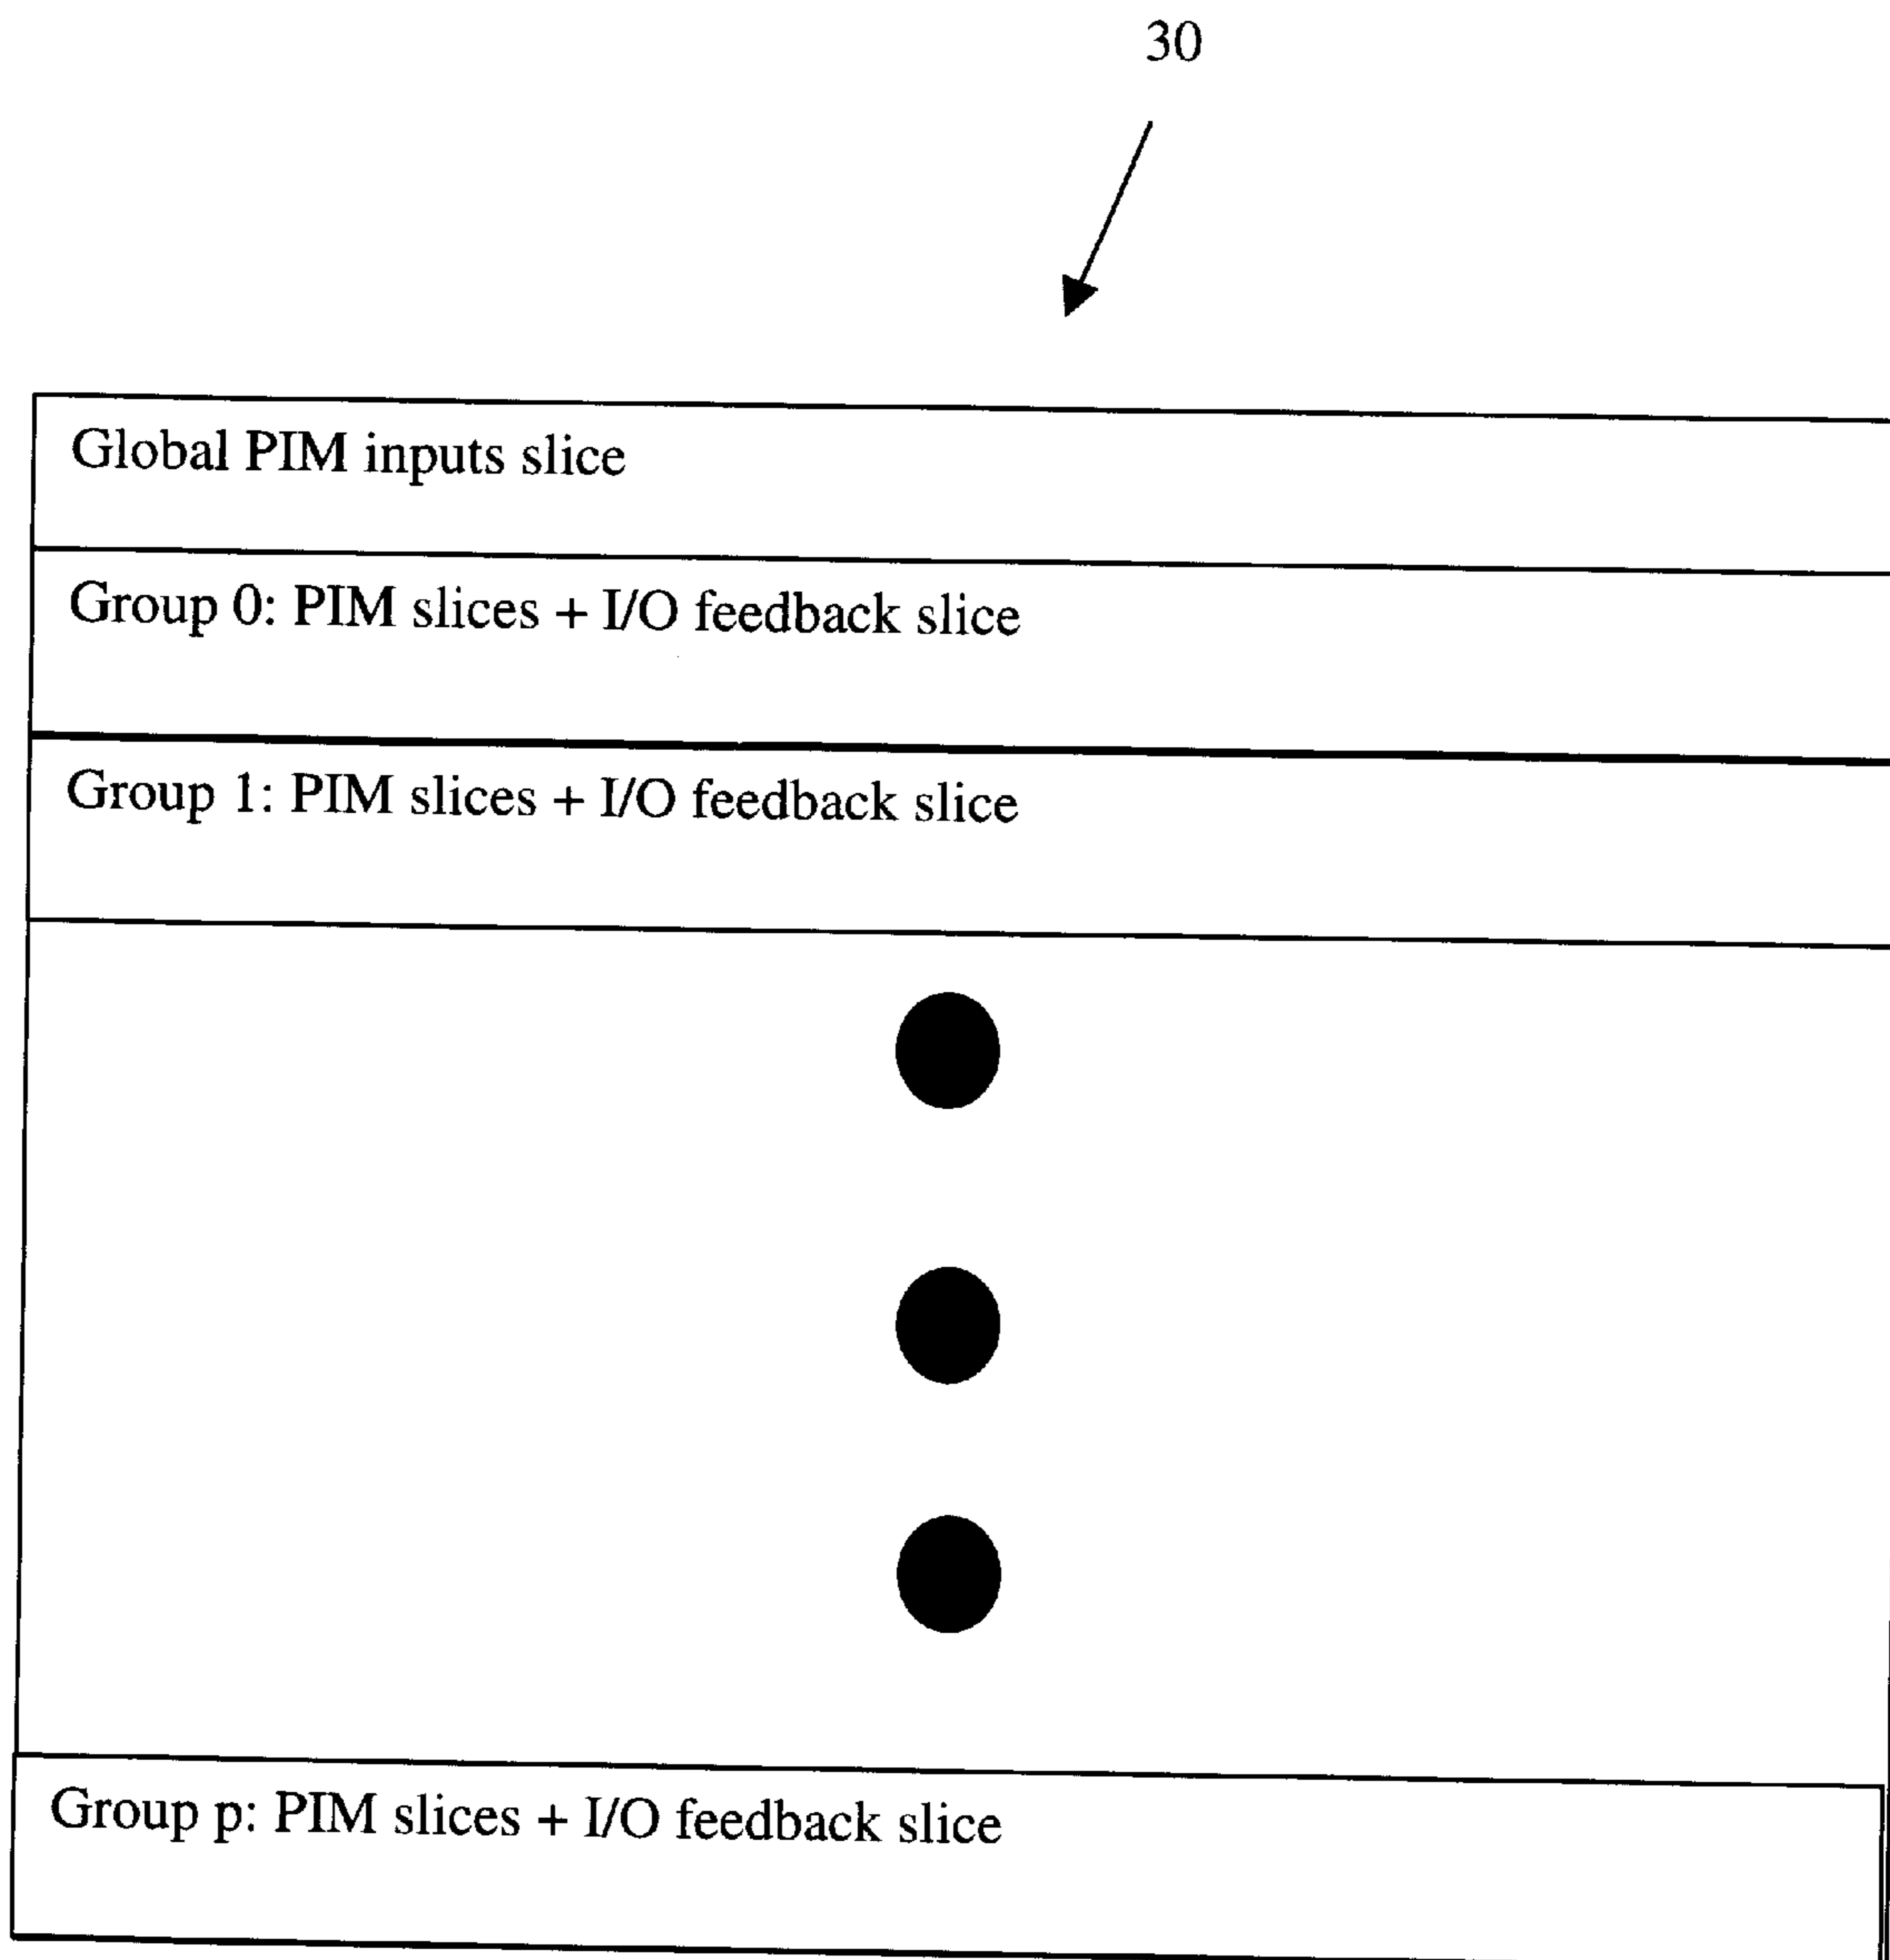 30
Global PIM inputs slice
Group 0: PIM slices + I/O feedback slice
Group 1: PIM slices + I/O feedback slice
Group p: PIM slices + I/O feedback slice